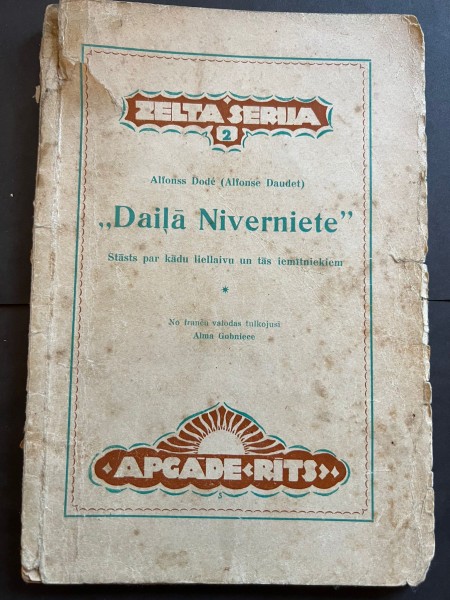 ZELTA SERIJA
2
Alfonss Dodé (Alfonse Daudet)
„Daiļā Niverniete”
Stāsts par kādu liellaivu un tās iemītniekiem
*
No franču valodas tulkojusi
Alma Gobniece
APGADE ‹RITS›